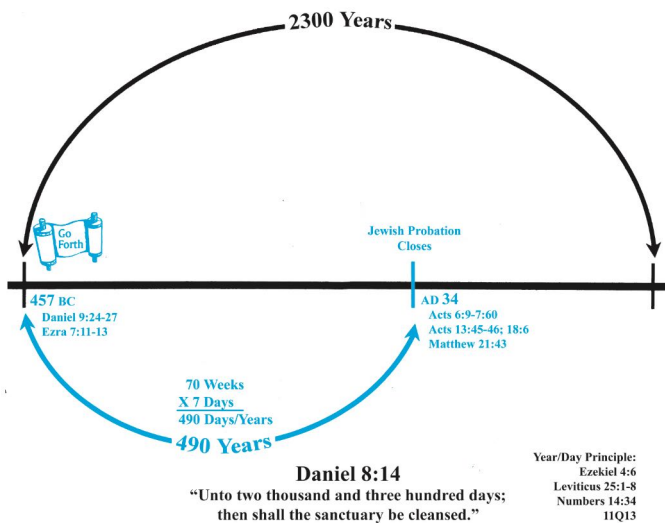 2300 Years
Go
Forth
Jewish Probation
Closes
457 BC
Daniel 9:24-27
Ezra 7:11-13
AD 34
Acts 6:9-7:60
Acts 13:45-46; 18:6
Matthew 21:43
70 Weeks
X 7 Days
490 Days/Years
490 Years
Daniel 8:14
“Unto two thousand and three hundred days;
then shall the sanctuary be cleansed.”
Year/Day Principle:
Ezekiel 4:6
Leviticus 25:1-8
Numbers 14:34
11Q13